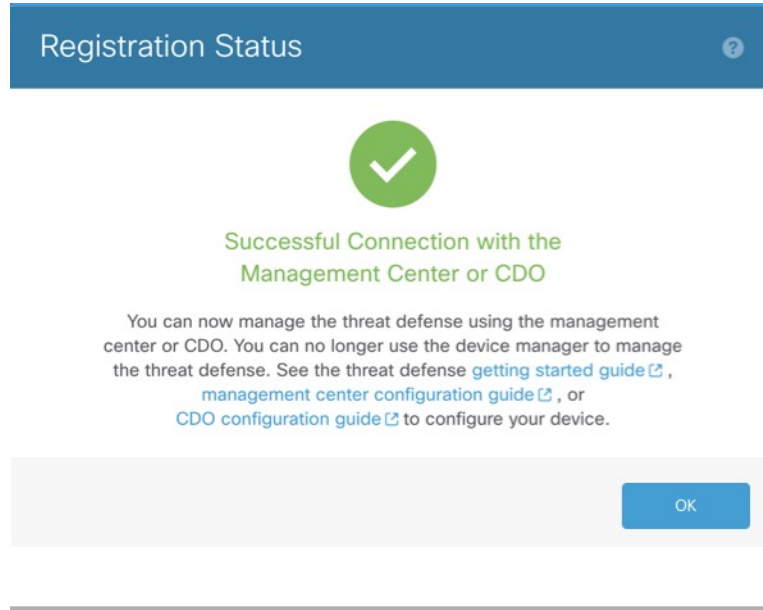 Registration Status
?
Successful Connection with the
Management Center or CDO
You can now manage the threat defense using the management
center or CDO. You can no longer use the device manager to manage
the threat defense. See the threat defense getting started guide ,
management center configuration guide , or
CDO configuration guide to configure your device.
OK